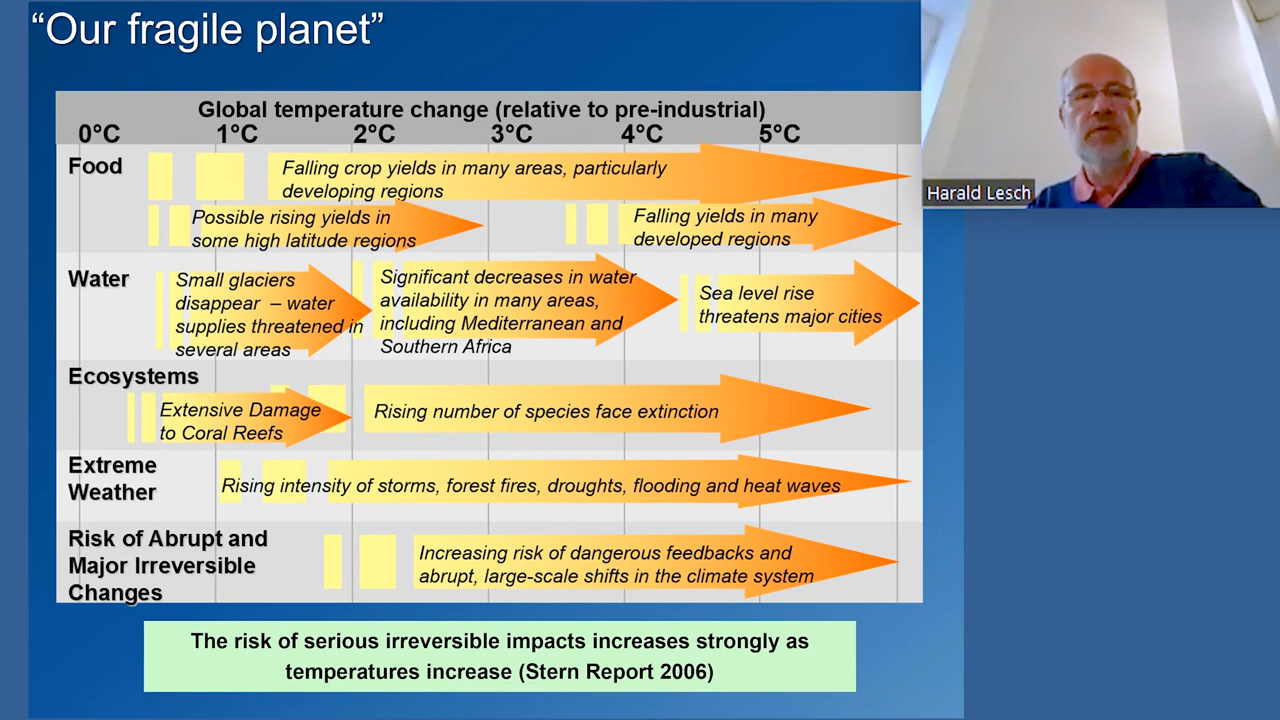 “Our fragile planet”
Harald Lesch
Global temperature change (relative to pre-industrial)
0°C 1°C 2°C 3°C 4°C 5°C
Food
Falling crop yields in many areas, particularly
developing regions
Possible rising yields in
some high latitude regions
Falling yields in many
developed regions
Water
Small glaciers
disappear – water
supplies threatened in
several areas
Significant decreases in water
availability in many areas,
including Mediterranean and
Southern Africa
Sea level rise
threatens major cities
Ecosystems
Extensive Damage
to Coral Reefs
Rising number of species face extinction
Extreme
Weather
Rising intensity of storms, forest fires, droughts, flooding and heat waves
Risk of Abrupt and
Major Irreversible
Changes
Increasing risk of dangerous feedbacks and
abrupt, large-scale shifts in the climate system
The risk of serious irreversible impacts increases strongly as
temperatures increase (Stern Report 2006)